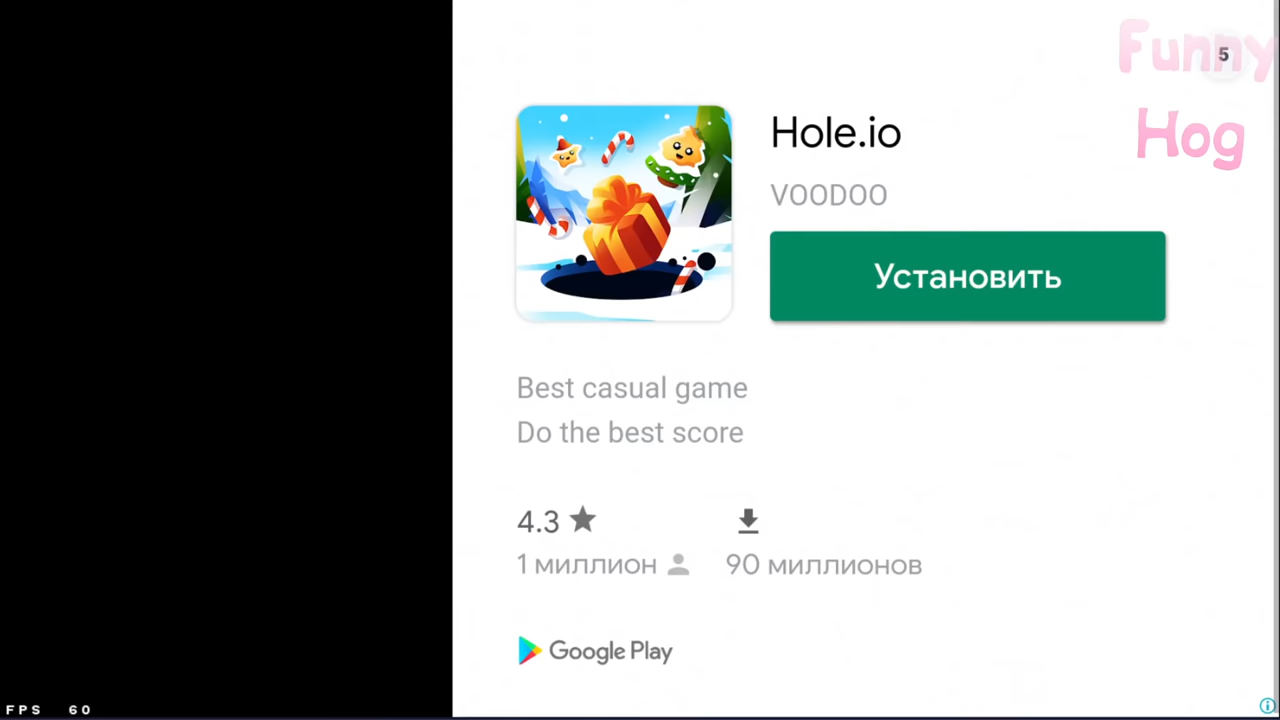 Funny
5
Hog
Hole.io
VOODOO
Установить
Best casual game
Do the best score
4.3
1 миллион
90 миллионов
Google Play
FPS 60